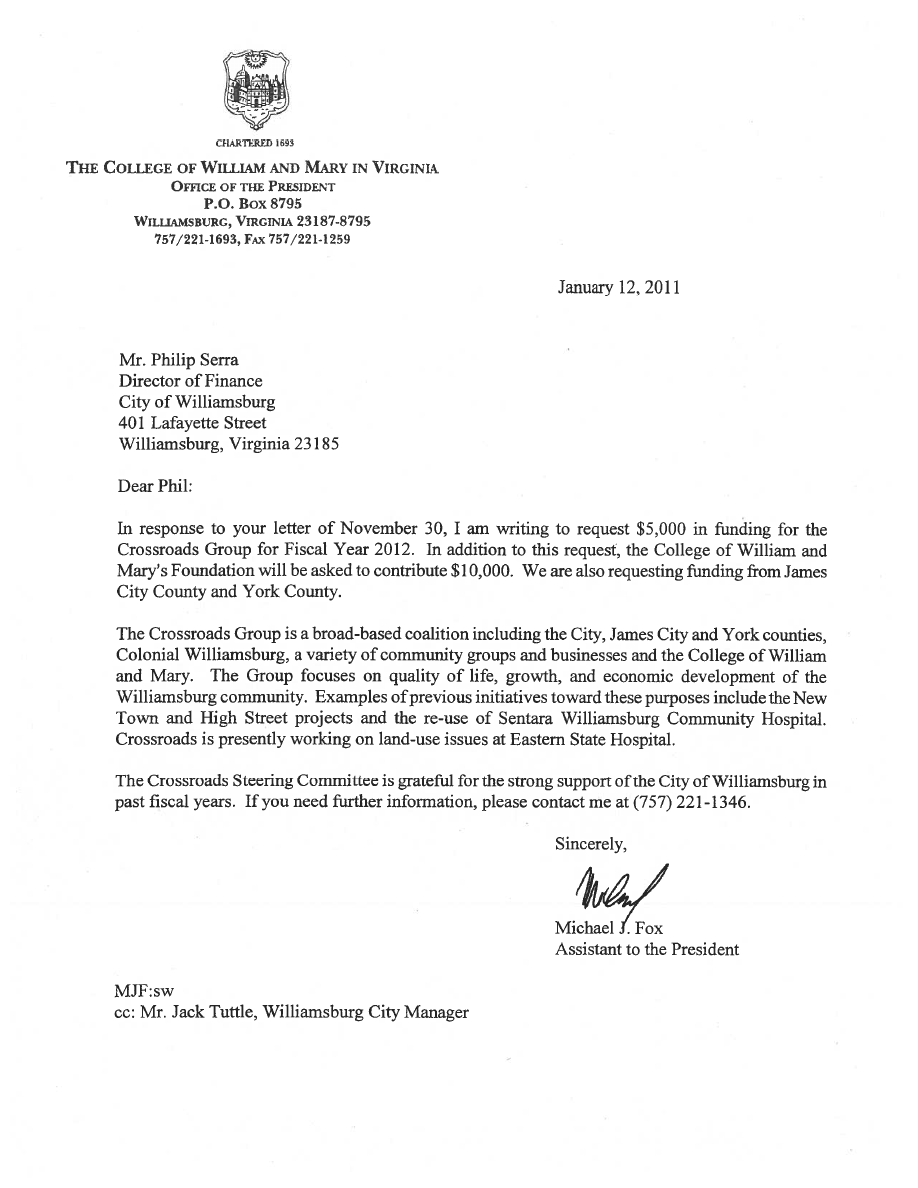 CHARTERED 1693
THE COLLEGE OF WILLIAM AND MARY IN VIRGINIA
OFFICE OF THE PRESIDENT
P.O. BOX 8795
WILLIAMSBURG, VIRGINIA 23187-8795
757/221-1693, FAX 757/221-1259
January 12, 2011
Mr. Philip Serra
Director of Finance
City of Williamsburg
401 Lafayette Street
Williamsburg, Virginia 23185
Dear Phil:
In response to your letter of November 30, I am writing to request $5,000 in funding for the
Crossroads Group for Fiscal Year 2012. In addition to this request, the College of William and
Mary's Foundation will be asked to contribute $10,000. We are also requesting funding from James
City County and York County.
The Crossroads Group is a broad-based coalition including the City, James City and York counties,
Colonial Williamsburg, a variety of community groups and businesses and the College of William
and Mary. The Group focuses on quality of life, growth, and economic development of the
Williamsburg community. Examples of previous initiatives toward these purposes include the New
Town and High Street projects and the re-use of Sentara Williamsburg Community Hospital.
Crossroads is presently working on land-use issues at Eastern State Hospital.
The Crossroads Steering Committee is grateful for the strong support of the City of Williamsburg in
past fiscal years. If you need further information, please contact me at (757) 221-1346.
Sincerely,
Michael J. Fox
Assistant to the President
MJF:sw
cc: Mr. Jack Tuttle, Williamsburg City Manager